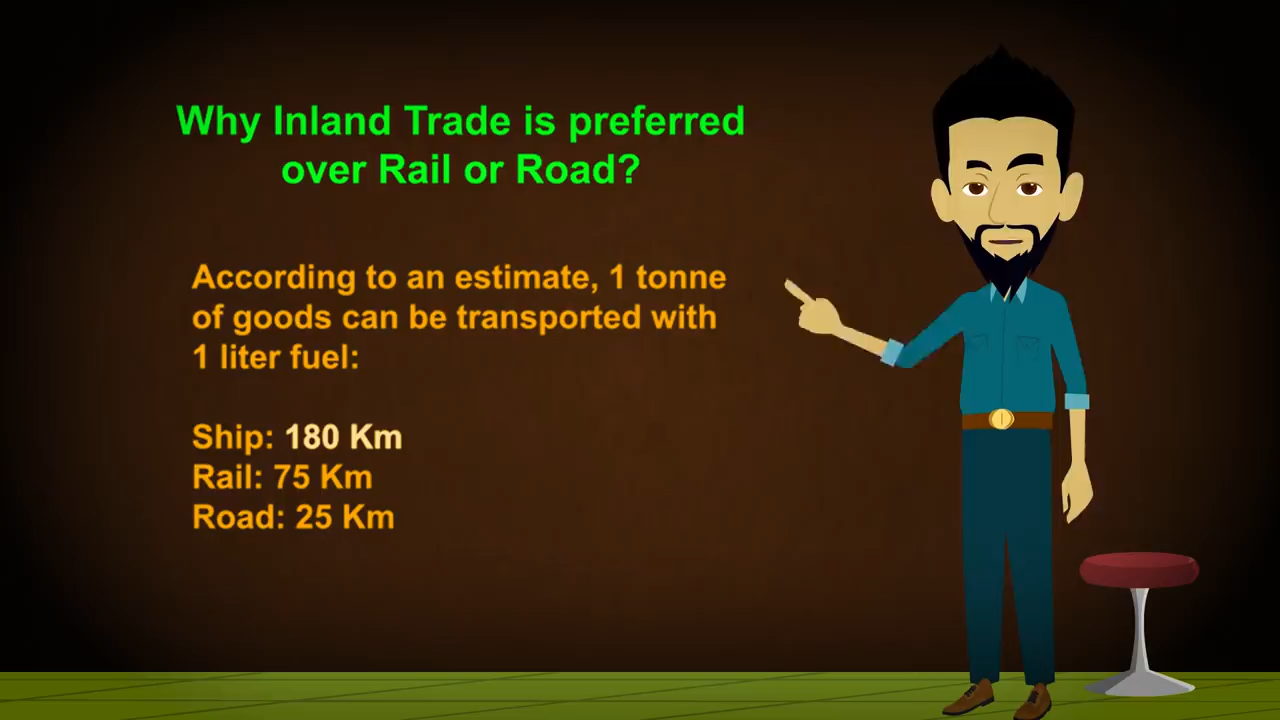 Why Inland Trade is preferred
over Rail or Road?
According to an estimate, 1 tonne
of goods can be transported with
1 liter fuel:
Ship: 180 Km
Rail: 75 Km
Road: 25 Km